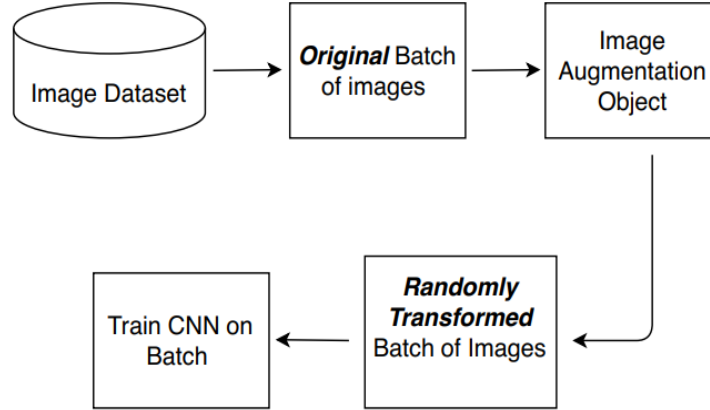 Image Dataset
Original Batch
of images
Image
Augmentation
Object
Randomly
Transformed
Batch of Images
Train CNN on
Batch